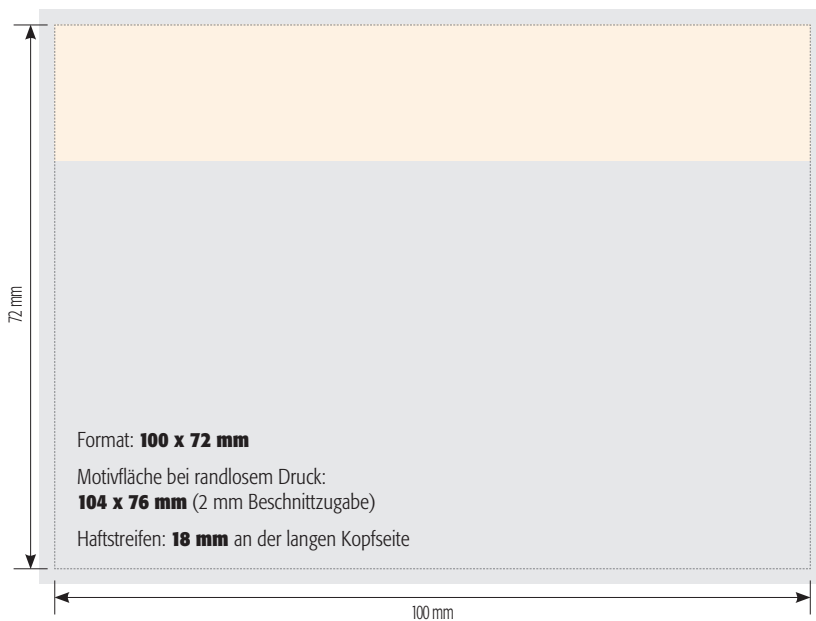 72 mm
Format: 100 x 72 mm
Motivfläche bei randlosem Druck:
104 x 76 mm (2 mm Beschnittzugabe)
Haftstreifen: 18 mm an der langen Kopfseite
100 mm